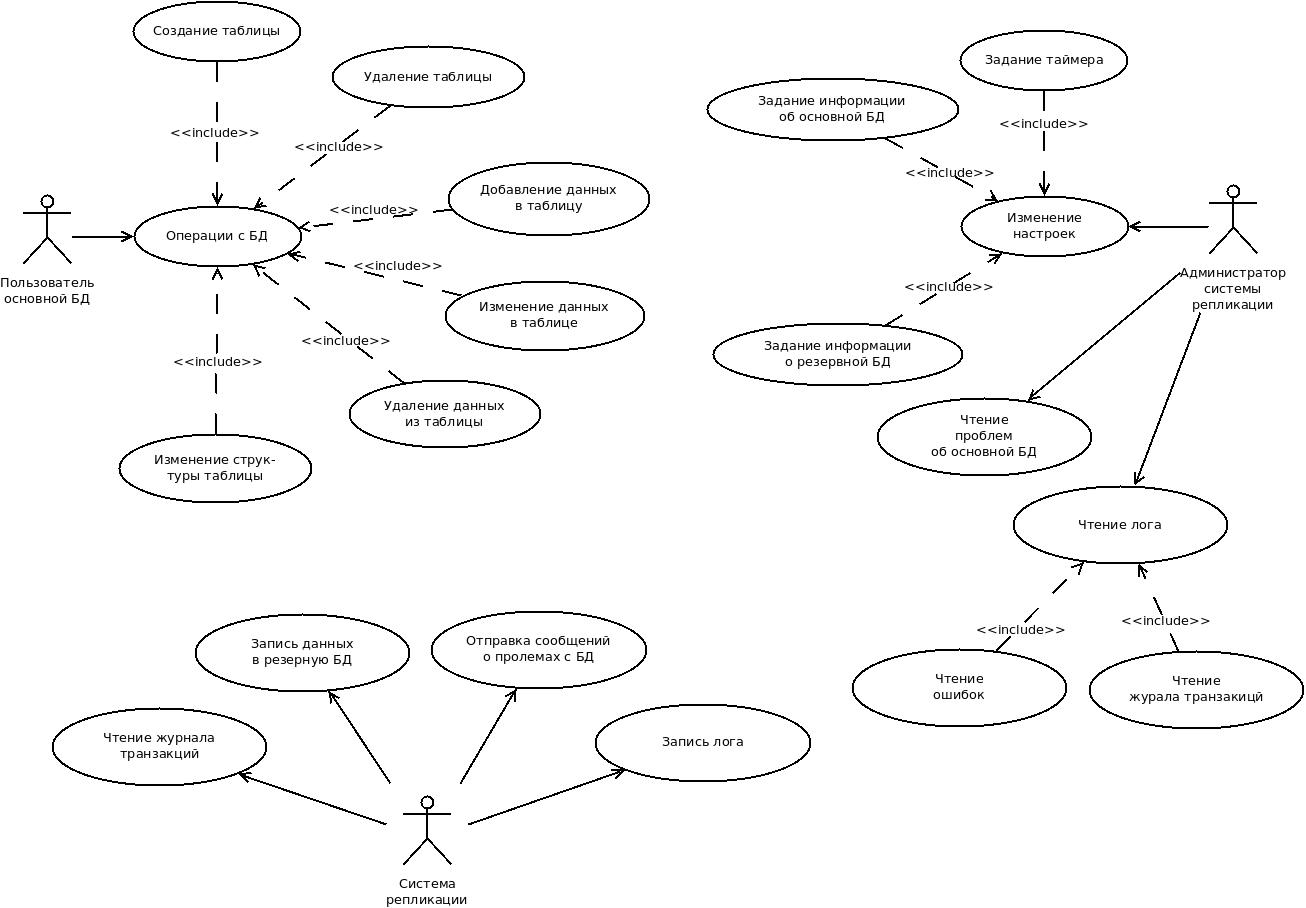 Создание таблицы
Удаление таблицы
<<include>>
<<include>>
Добавление данных
в таблицу
<<include>>
Операции с БД
Пользователь
основной БД
<<include>>
Изменение данных
в таблице
<<include>>
<<include>>
Удаление данных
из таблицы
Изменение струк-
туры таблицы
Задание таймера
Задание информации
об основной БД
<<include>>
<<include>>
Изменение
настроек
Администратор
системы
репликации
<<include>>
Задание информации
о резервной БД
Чтение
проблем
об основной БД
Чтение лога
<<include>>
<<include>>
Чтение
ошибок
Чтение
журала транзакицй
Запись данных
в резерную БД
Отправка сообщений
о пролемах с БД
Чтение журнала
транзакций
Запись лога
Система
репликации